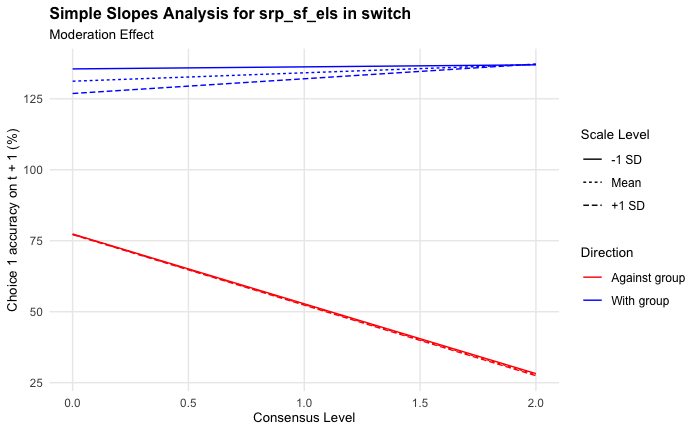 Simple Slopes Analysis for srp_sf_els in switch
Moderation Effect
Choice 1 accuracy on t + 1 (%)
125
100
75
50
25
0.0
0.5
1.0
1.5
2.0
Consensus Level
Scale Level
-1 SD
Mean
+1 SD
Direction
Against group
With group